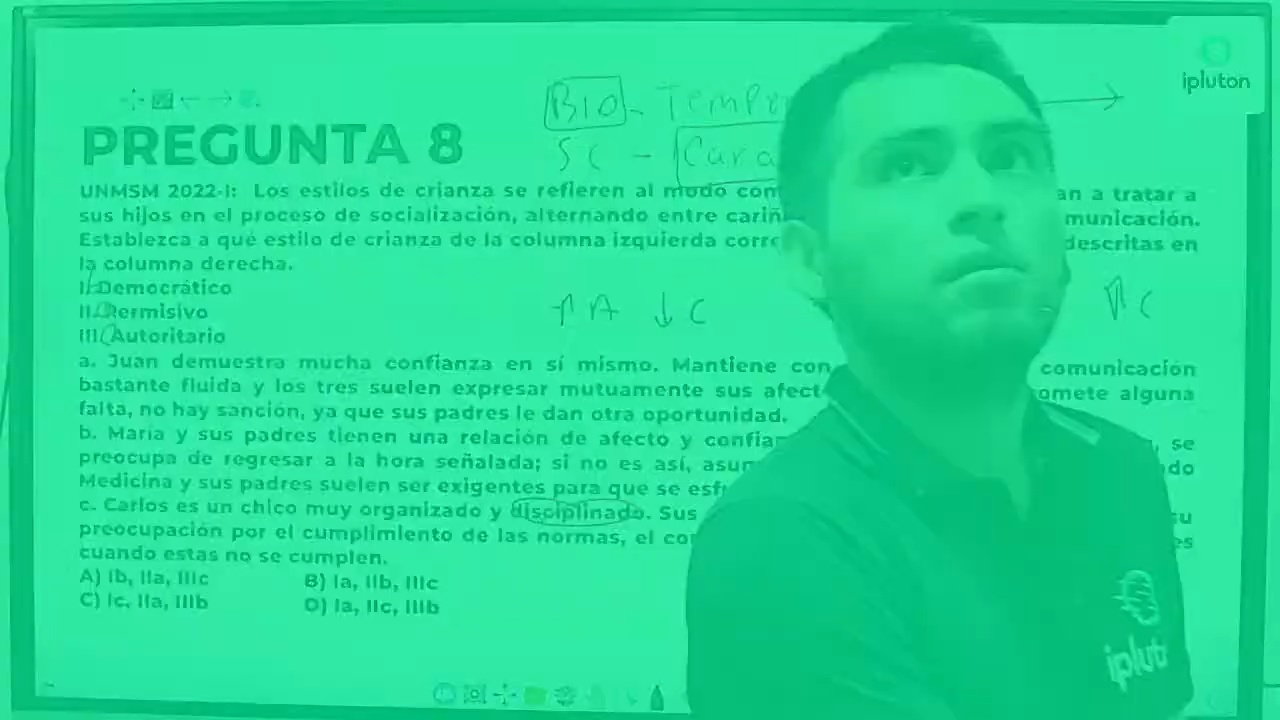 ipluton
BIO - Tempe
PREGUNTA 8
SC - Cara
UNMSM 2022-I: Los estilos de crianza se refieren al modo com an a tratar a
sus hijos en el proceso de socialización, alternando entre cariñ municación.
Establezca a qué estilo de crianza de la columna izquierda corre descritas en
la columna derecha.
I. Democrático
II. Permisivo
↑ A ↓ C ↑ C
III. Autoritario
a. Juan demuestra mucha confianza en sí mismo. Mantiene con comunicación
bastante fluida y los tres suelen expresar mutuamente sus afect omete alguna
falta, no hay sanción, ya que sus padres le dan otra oportunidad.
b. María y sus padres tienen una relación de afecto y confian , se
preocupa de regresar a la hora señalada; si no es así, asum do
Medicina y sus padres suelen ser exigentes para que se esf
c. Carlos es un chico muy organizado y disciplinado. Sus su
preocupación por el cumplimiento de las normas, el con es
cuando estas no se cumplen.
A) Ib, IIa, IIIc B) Ia, IIb, IIIc
C) Ic, IIa, IIIb D) Ia, IIc, IIIb
iplut